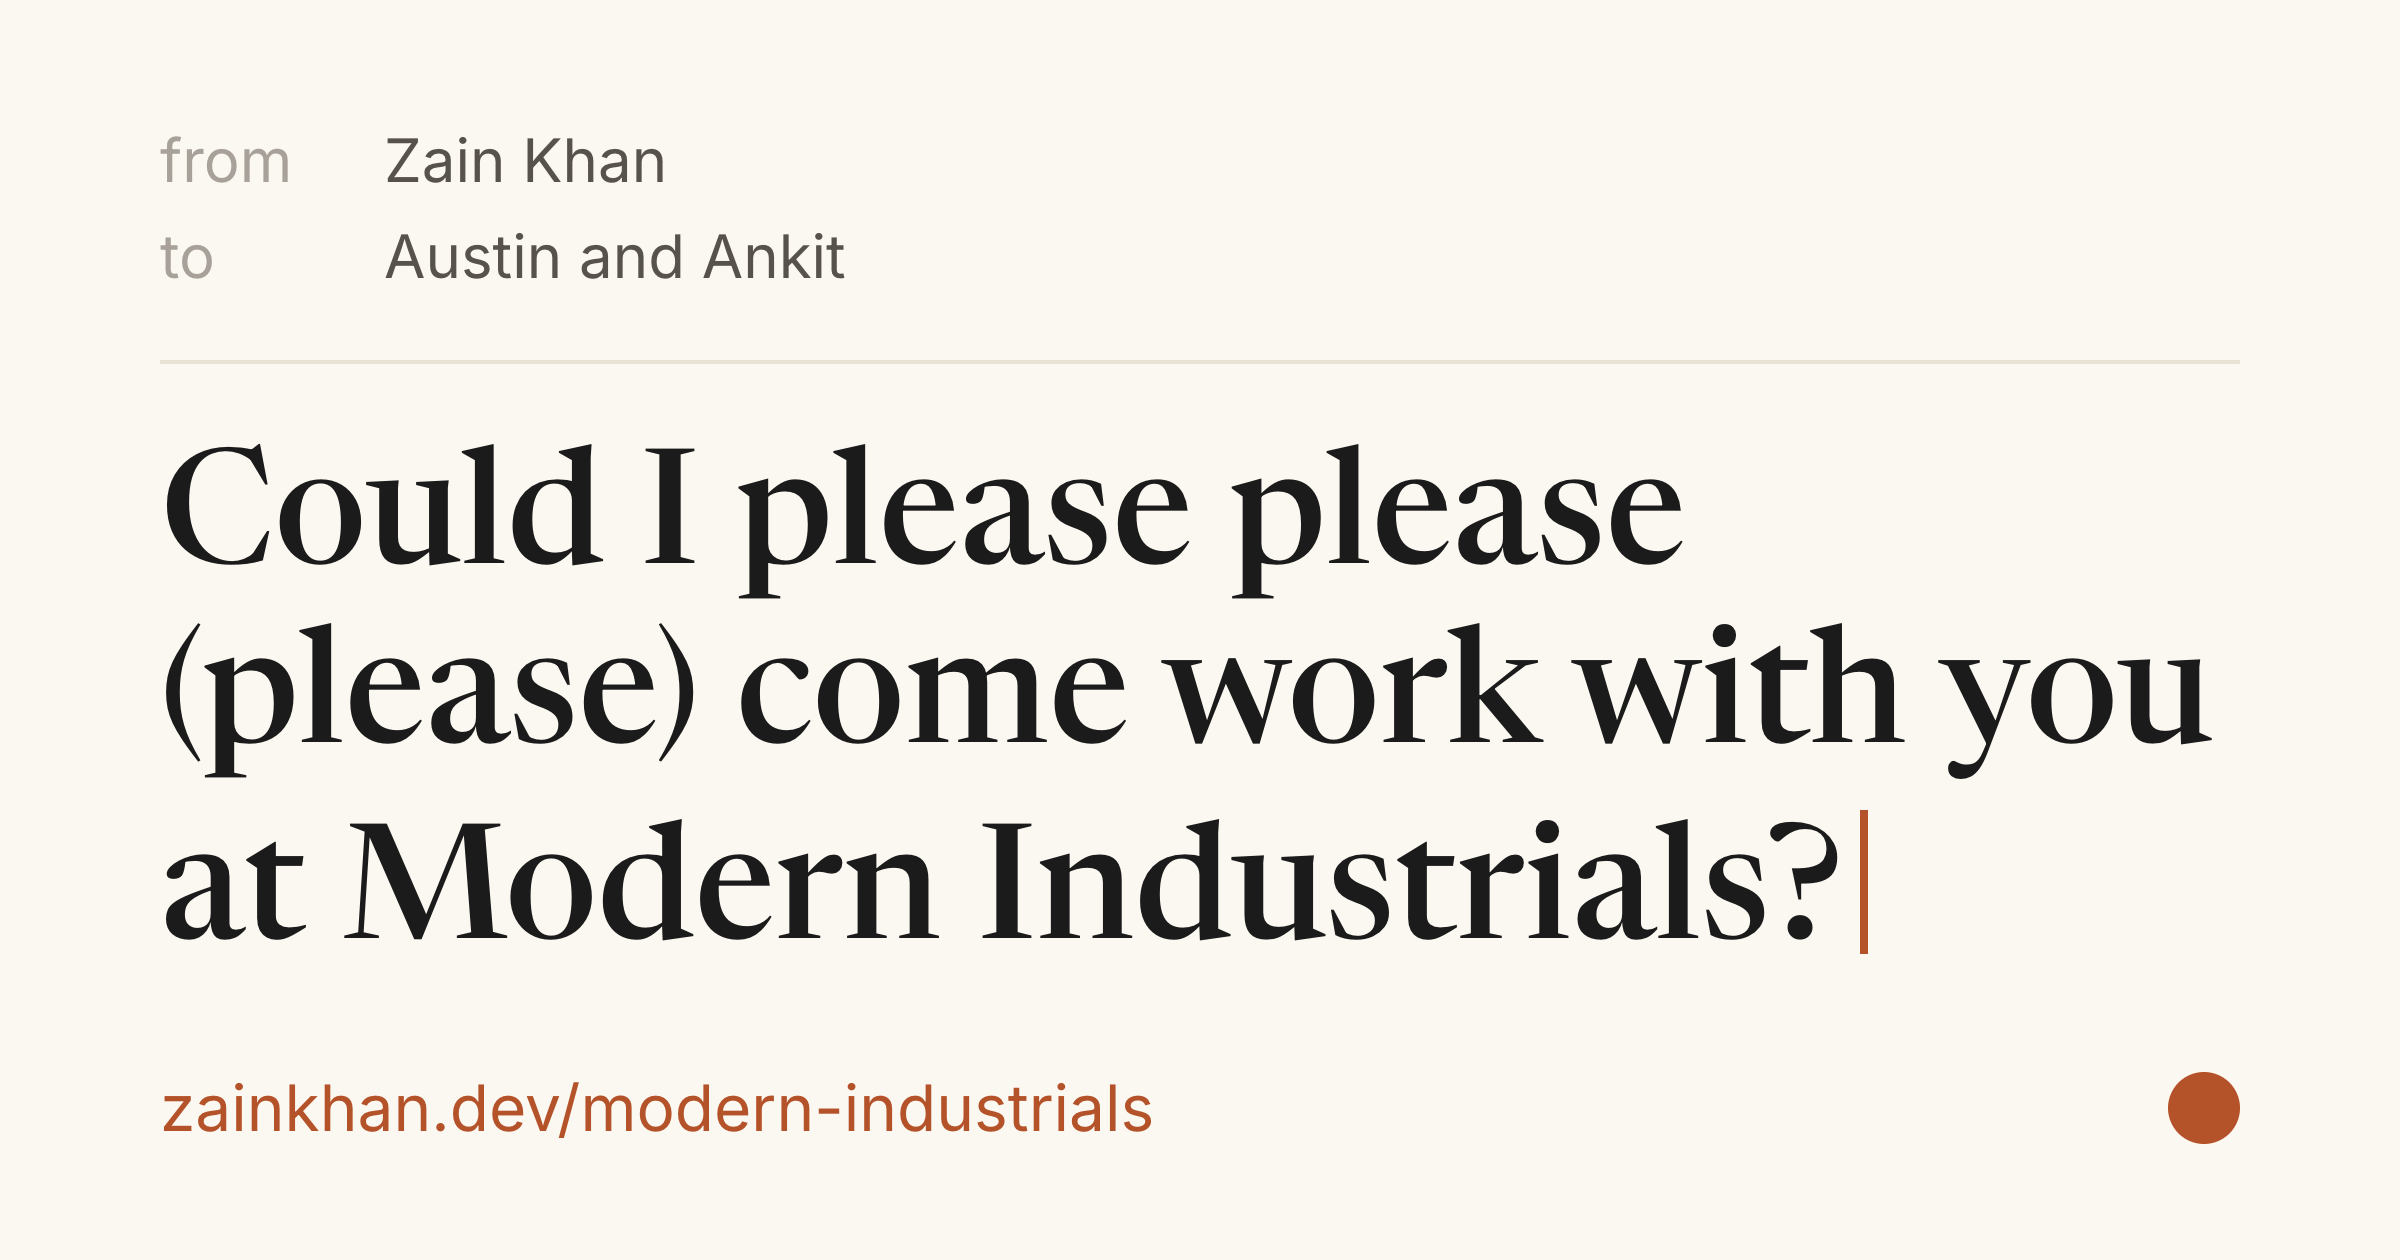 from Zain Khan
to Austin and Ankit
Could I please please
(please) come work with you
at Modern Industrials?
zainkhan.dev/modern-industrials